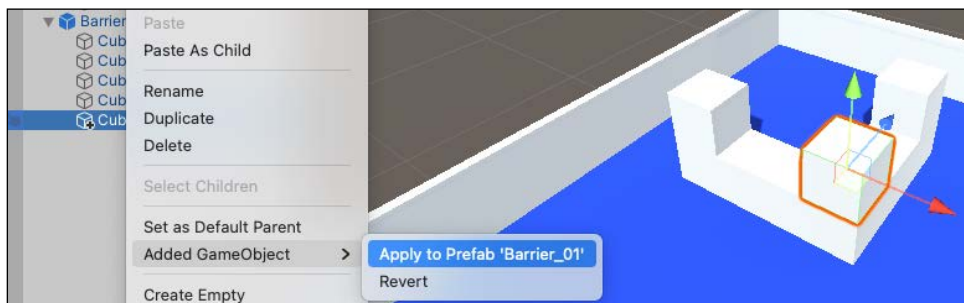 Barrier
Cub
Cub
Cub
Cub
Cub
Paste
Paste As Child
Rename
Duplicate
Delete
Select Children
Set as Default Parent
Added GameObject
Apply to Prefab 'Barrier_01'
Revert
Create Empty